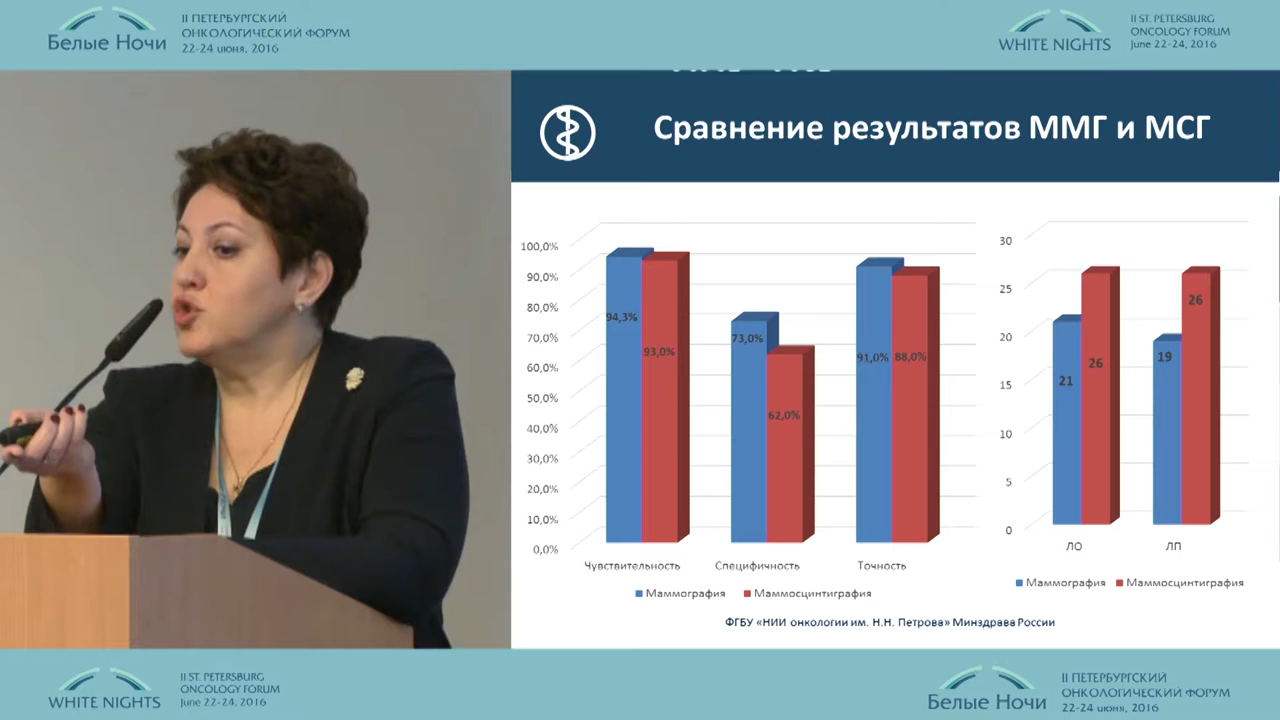 Белые Ночи
II ПЕТЕРБУРГСКИЙ
ОНКОЛОГИЧЕСКИЙ ФОРУМ
22-24 июня, 2016
WHITE NIGHTS
II ST. PETERSBURG
ONCOLOGY FORUM
June 22-24, 2016
Сравнение результатов ММГ и МСГ
100,0%
90,0%
80,0%
70,0%
60,0%
50,0%
40,0%
30,0%
20,0%
10,0%
0,0%
94,3%
93,0%
73,0%
62,0%
91,0%
88,0%
Чувствительность
Специфичность
Точность
Маммография
Маммосцинтиграфия
30
25
20
15
10
5
0
21
26
19
26
ЛО
ЛП
Маммография
Маммосцинтиграфия
ФГБУ «НИИ онкологии им. Н.Н. Петрова» Минздрава России
WHITE NIGHTS
II ST. PETERSBURG
ONCOLOGY FORUM
June 22-24, 2016
Белые Ночи
II ПЕТЕРБУРГСКИЙ
ОНКОЛОГИЧЕСКИЙ ФОРУМ
22-24 июня, 2016